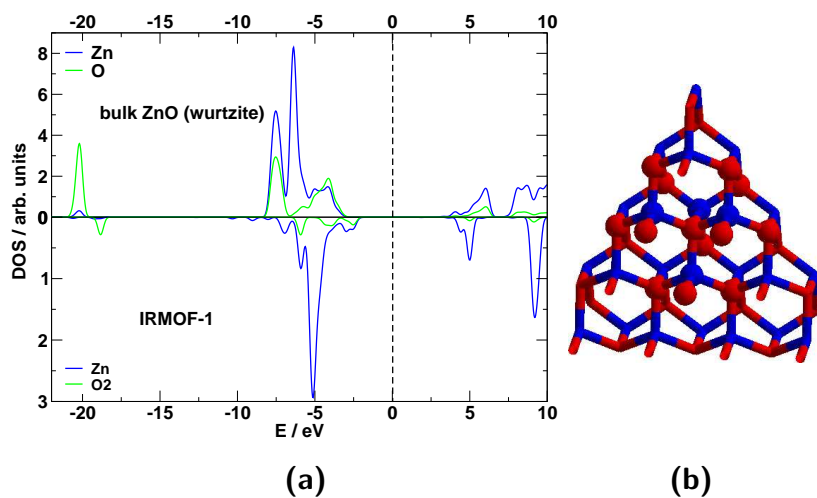 -20 -15 -10 -5 0 5 10
8
6
4
2
0
1
2
3
DOS / arb. units
Zn
O
bulk ZnO (wurtzite)
IRMOF-1
Zn
O2
-20 -15 -10 -5 0 5 10
E / eV
(a) (b)